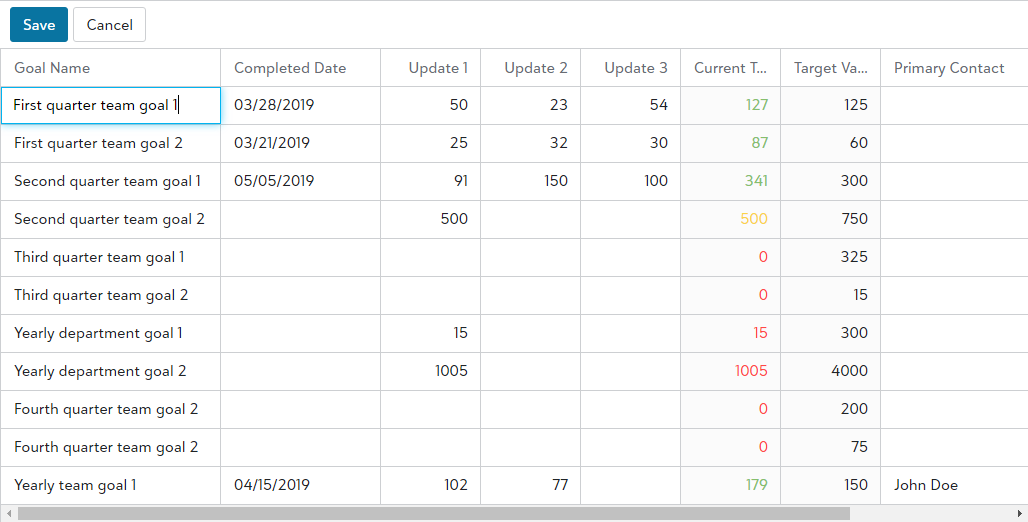 Save Cancel
Goal Name Completed Date Update 1 Update 2 Update 3 Current T... Target Va... Primary Contact
First quarter team goal 1 03/28/2019 50 23 54 127 125
First quarter team goal 2 03/21/2019 25 32 30 87 60
Second quarter team goal 1 05/05/2019 91 150 100 341 300
Second quarter team goal 2 500 500 750
Third quarter team goal 1 0 325
Third quarter team goal 2 0 15
Yearly department goal 1 15 15 300
Yearly department goal 2 1005 1005 4000
Fourth quarter team goal 2 0 200
Fourth quarter team goal 2 0 75
Yearly team goal 1 04/15/2019 102 77 179 150 John Doe